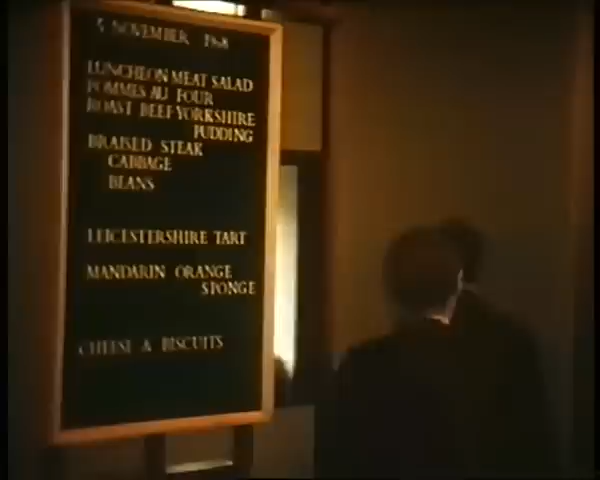 5 NOVEMBER 1968
LUNCHEON MEAT SALAD
POMMES AU FOUR
ROAST BEEF YORKSHIRE
PUDDING
BRAISED STEAK
CABBAGE
BEANS
LEICESTERSHIRE TART
MANDARIN ORANGE
SPONGE
CHEESE & BISCUITS